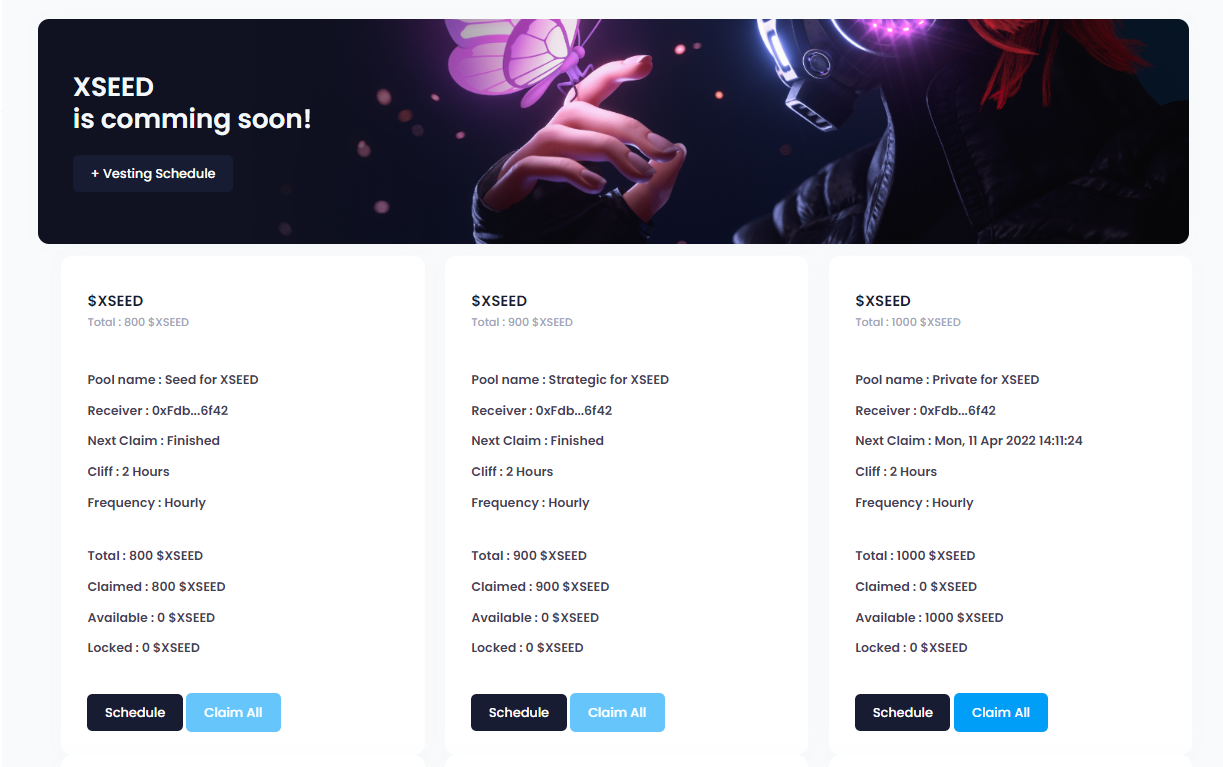 XSEED
is comming soon!
+ Vesting Schedule
$XSEED
Total : 800 $XSEED
Pool name : Seed for XSEED
Receiver : 0xFdb...6f42
Next Claim : Finished
Cliff : 2 Hours
Frequency : Hourly
Total : 800 $XSEED
Claimed : 800 $XSEED
Available : 0 $XSEED
Locked : 0 $XSEED
Schedule
Claim All
$XSEED
Total : 900 $XSEED
Pool name : Strategic for XSEED
Receiver : 0xFdb...6f42
Next Claim : Finished
Cliff : 2 Hours
Frequency : Hourly
Total : 900 $XSEED
Claimed : 900 $XSEED
Available : 0 $XSEED
Locked : 0 $XSEED
Schedule
Claim All
$XSEED
Total : 1000 $XSEED
Pool name : Private for XSEED
Receiver : 0xFdb...6f42
Next Claim : Mon, 11 Apr 2022 14:11:24
Cliff : 2 Hours
Frequency : Hourly
Total : 1000 $XSEED
Claimed : 0 $XSEED
Available : 1000 $XSEED
Locked : 0 $XSEED
Schedule
Claim All